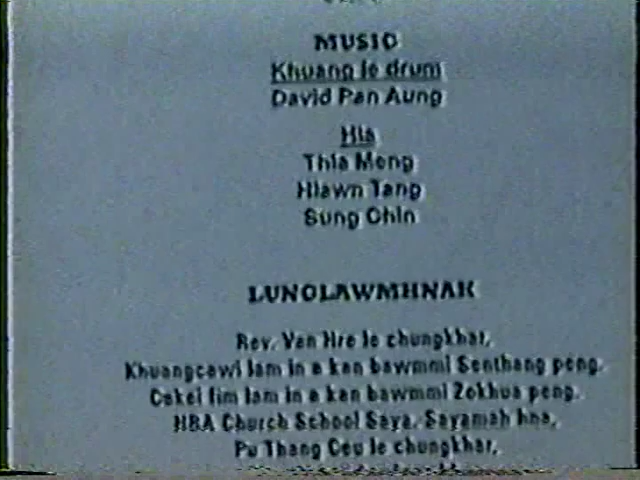 MUSIC
Khuang le drum
David Pan Aung
Hla
Thla Meng
Hlawn Tang
Sung Chin
LUNGLAWMHNAK
Rev. Van Hre le chungkhar,
Khuangcawi lam in a kan bawmmi Senthang peng.
Cakei lim lam in a kan bawmmi Zokhua peng.
HBA Church School Saya, Sayamah hna,
Pu Thang Ceu le chungkhar,